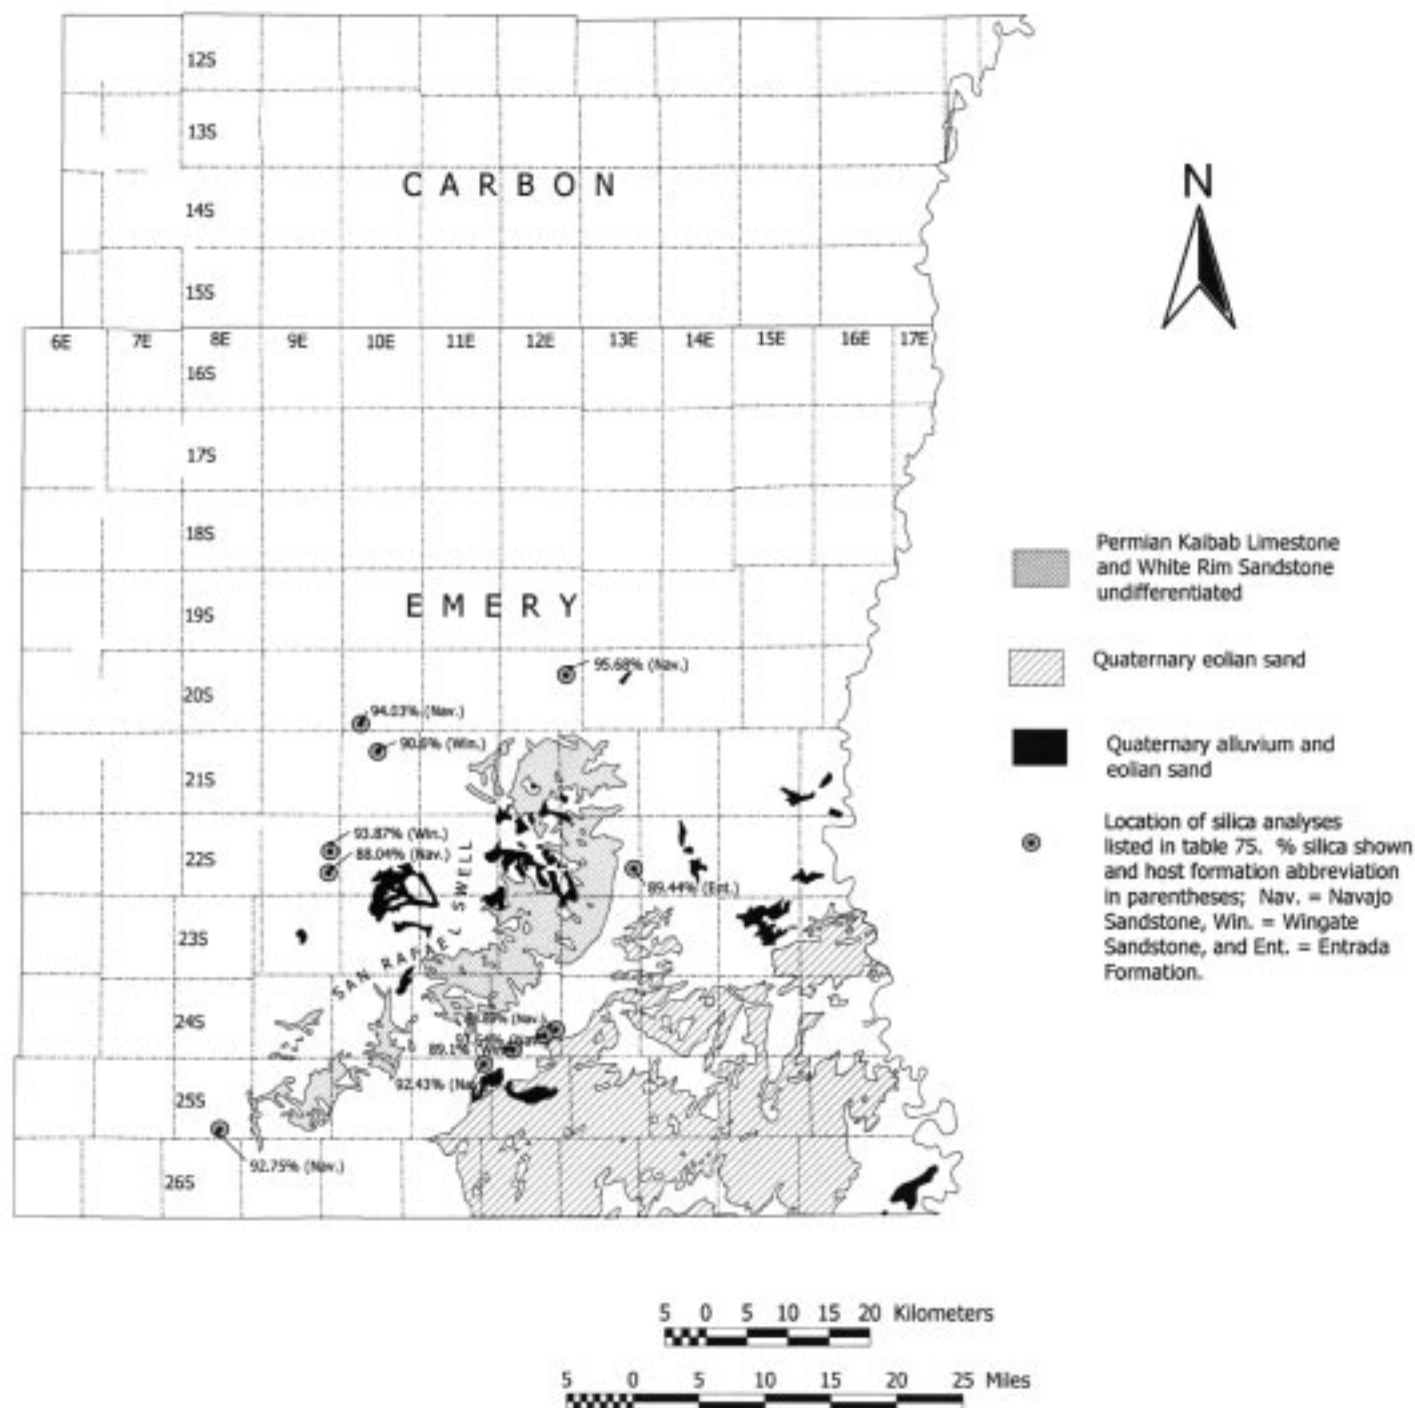 12S
13S
C A R B O N
14S
15S
N
6E 7E 8E 9E 10E 11E 12E 13E 14E 15E 16E 17E
16S
17S
18S
E M E R Y
19S
95.68% (Nav.)
20S
94.03% (Nav.)
(Win.)
21S
93.87% (Win.)
88.04% (Nav.)
22S
89.44% (Ent.)
23S
SAN RAFAEL SWELL
24S
(Nav.)
89.1%
92.43%
25S
92.75% (Nav.)
26S
Permian Kaibab Limestone
and White Rim Sandstone
undifferentiated
Quaternary eolian sand
Quaternary alluvium and
eolian sand
Location of silica analyses
listed in table 75. % silica shown
and host formation abbreviation
in parentheses; Nav. = Navajo
Sandstone, Win. = Wingate
Sandstone, and Ent. = Entrada
Formation.
5 0 5 10 15 20 Kilometers
5 0 5 10 15 20 25 Miles